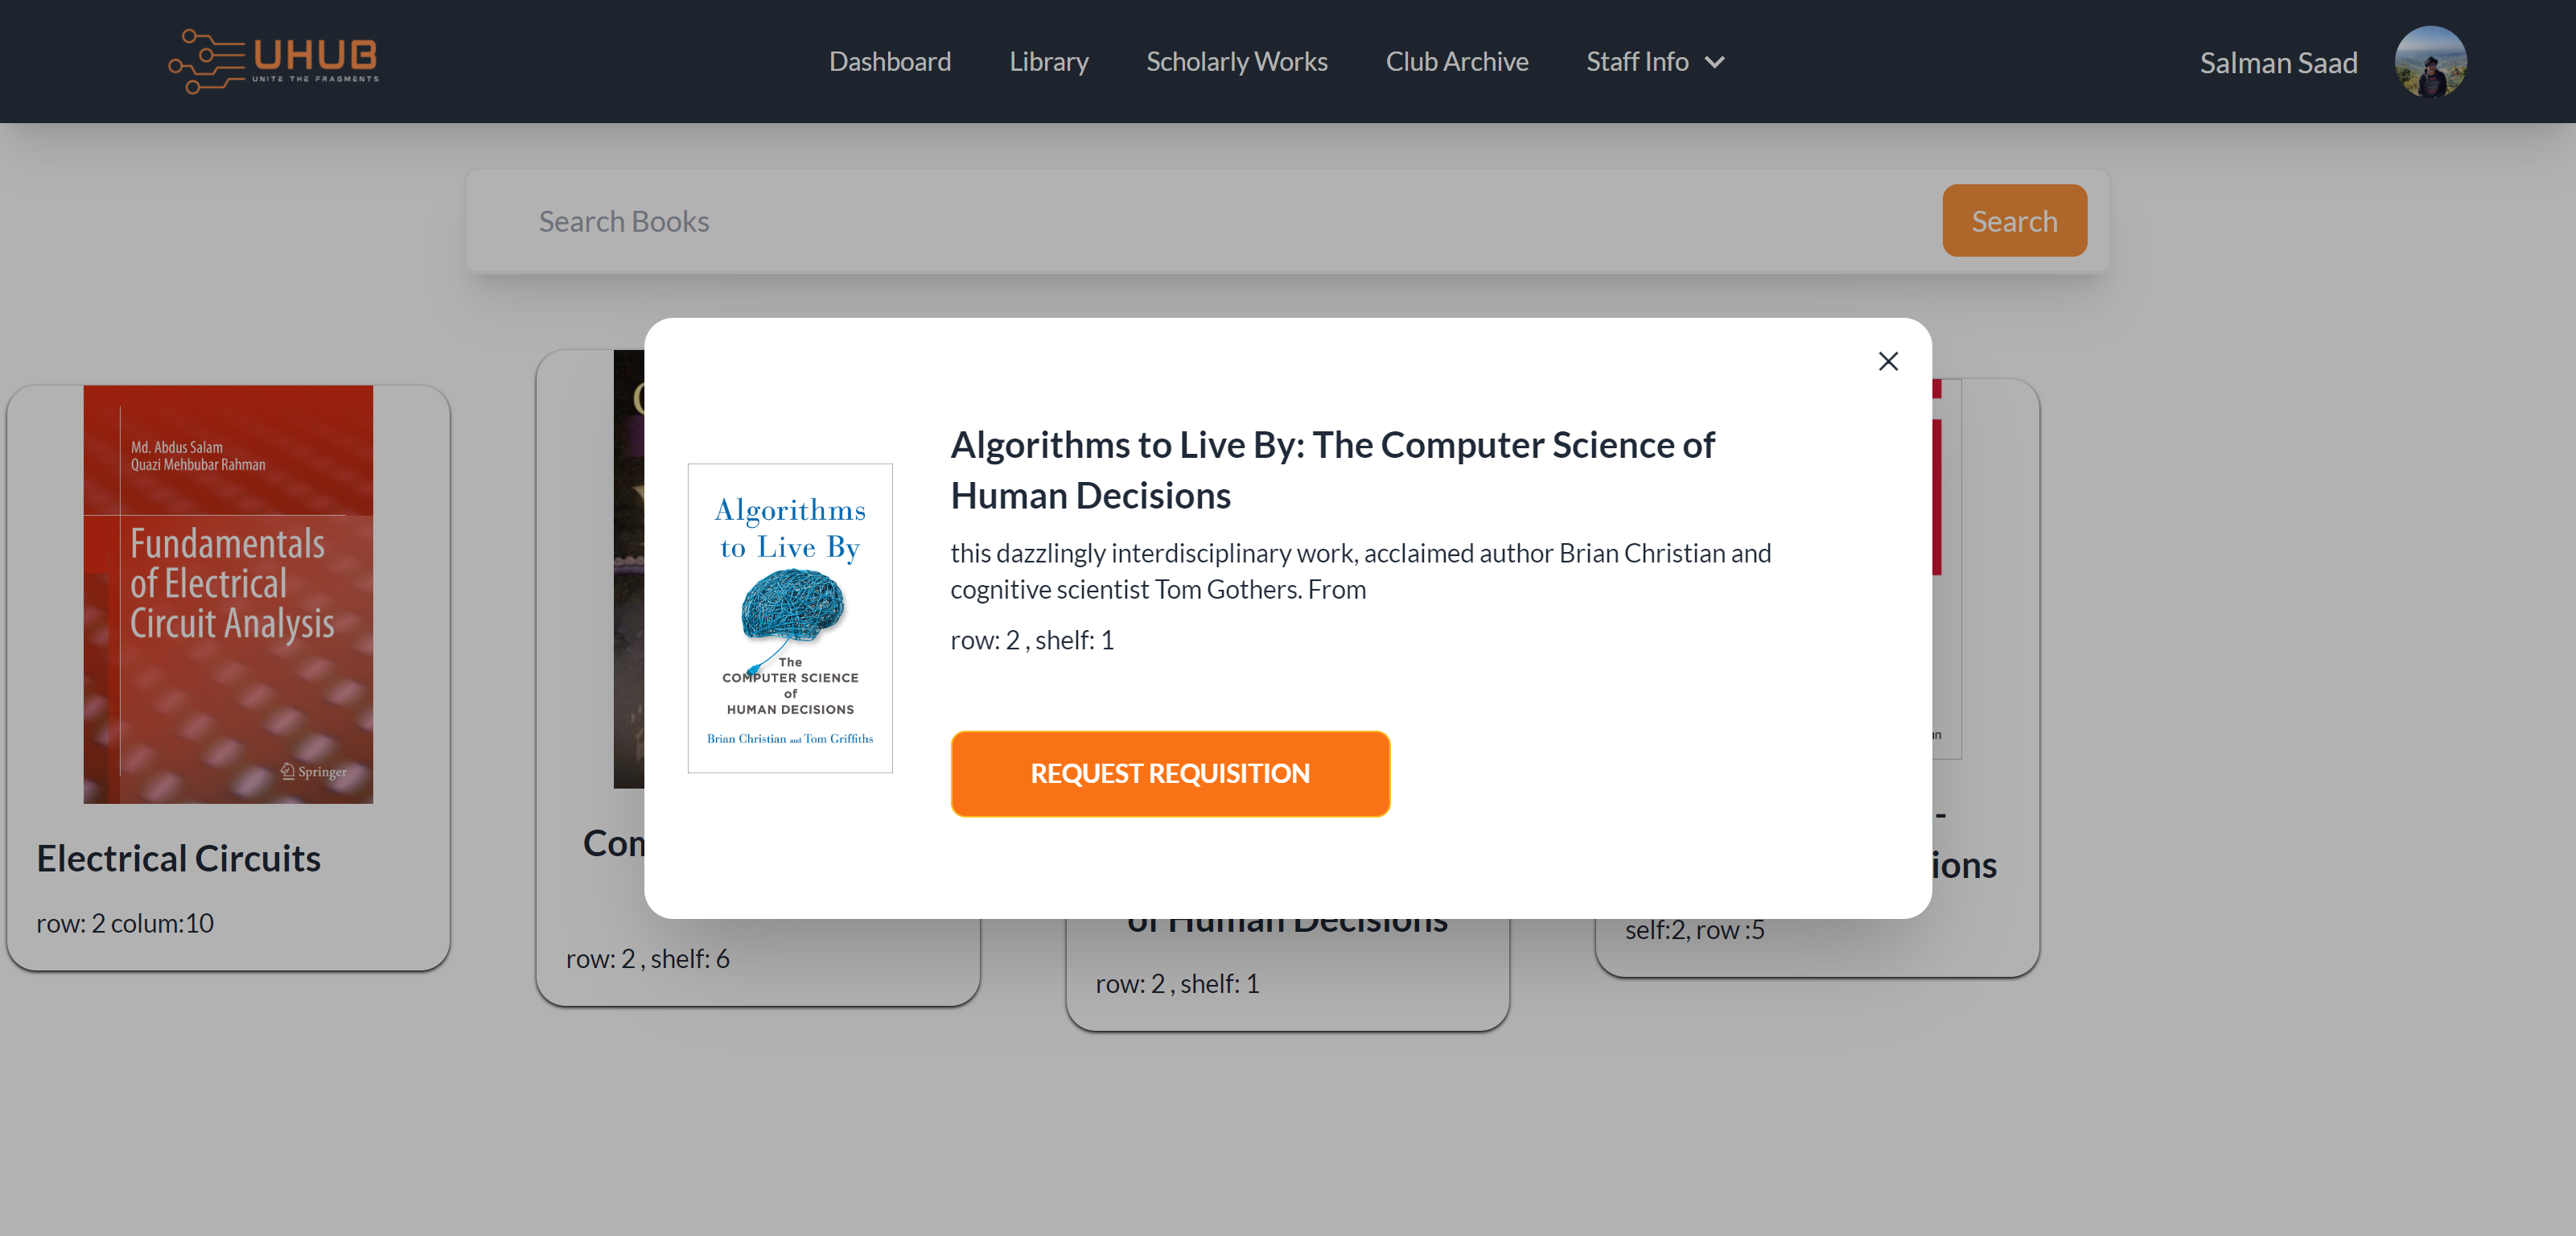 UHUB
UNITE THE FRAGMENTS
Dashboard
Library
Scholarly Works
Club Archive
Staff Info
Salman Saad
Search Books
Search
Md. Abdus Salam
Quazi Mehbubar Rahman
Fundamentals
of Electrical
Circuit Analysis
Springer
Electrical Circuits
row: 2 colum:10
row: 2 , shelf: 6
Algorithms
to Live By
The
COMPUTER SCIENCE
of
HUMAN DECISIONS
Brian Christian and Tom Griffiths
Algorithms to Live By: The Computer Science of
Human Decisions
this dazzlingly interdisciplinary work, acclaimed author Brian Christian and
cognitive scientist Tom Gothers. From
row: 2 , shelf: 1
REQUEST REQUISITION
of Human Decisions
row: 2 , shelf: 1
self:2, row :5